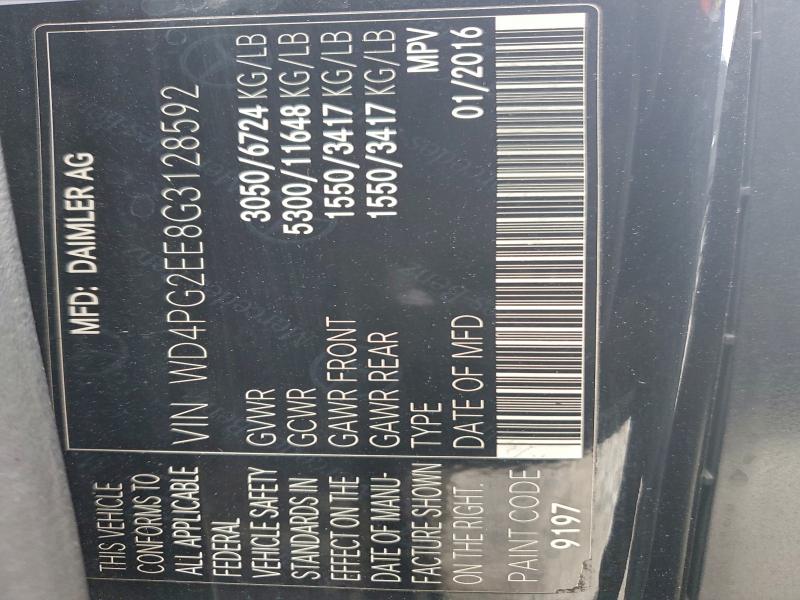 MFD: DAIMLER AG
VIN WD4PG2EE8G3128592
GVWR 3050/6724 KG/LB
GCWR 5300/11648 KG/LB
GAWR FRONT 1550/3417 KG/LB
GAWR REAR 1550/3417 KG/LB
TYPE MPV
DATE OF MFD 01/2016
THIS VEHICLE
CONFORMS TO
ALL APPLICABLE
FEDERAL
VEHICLE SAFETY
STANDARDS IN
EFFECT ON THE
DATE OF MANU-
FACTURE SHOWN
ON THE RIGHT.
PAINT CODE
9197